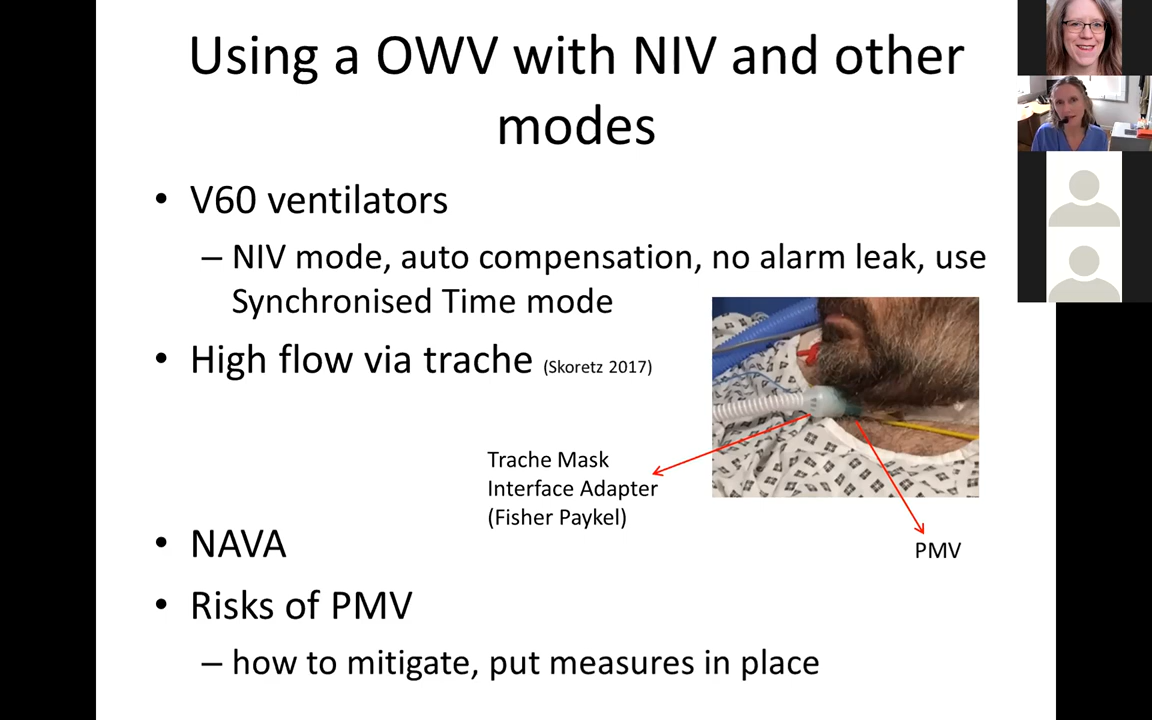 Using a OWV with NIV and other
modes
• V60 ventilators
– NIV mode, auto compensation, no alarm leak, use
Synchronised Time mode
• High flow via trache (Skoretz 2017)
Trache Mask
Interface Adapter
(Fisher Paykel)
PMV
• NAVA
• Risks of PMV
– how to mitigate, put measures in place